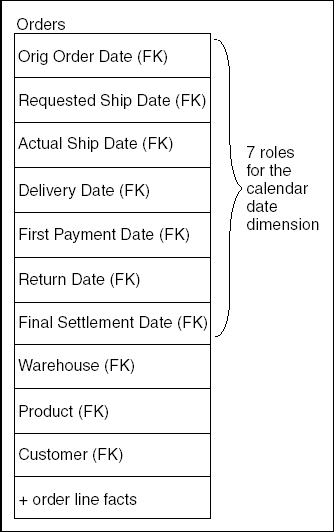 Orders
Orig Order Date (FK)
Requested Ship Date (FK)
Actual Ship Date (FK)
Delivery Date (FK)
First Payment Date (FK)
Return Date (FK)
Final Settlement Date (FK)
Warehouse (FK)
Product (FK)
Customer (FK)
+ order line facts
7 roles
for the
calendar
date
dimension